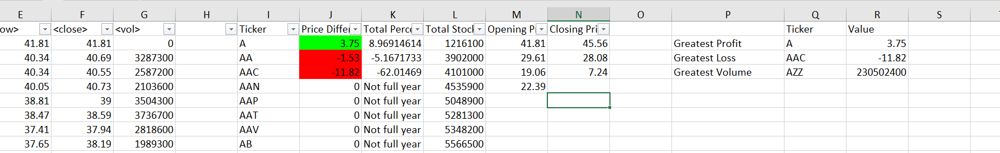 E F G H I J K L M N O P Q R S
ow> <close> <vol> Ticker Price Differ Total Perce Total Stock Opening P Closing Pri Ticker Value
41.81 41.81 0 A 3.75 8.96914614 1216100 41.81 45.56 Greatest Profit A 3.75
40.34 40.69 3287300 AA -1.53 -5.1671733 3902000 29.61 28.08 Greatest Loss AAC -11.82
40.34 40.55 2587200 AAC -11.82 -62.01469 4101000 19.06 7.24 Greatest Volume AZZ 230502400
40.05 40.73 2103600 AAN 0 Not full year 4535900 22.39
38.81 39 3504300 AAP 0 Not full year 5048900
38.47 38.59 3736700 AAT 0 Not full year 5281300
37.41 37.94 2818600 AAV 0 Not full year 5348200
37.65 38.19 1989300 AB 0 Not full year 5566500